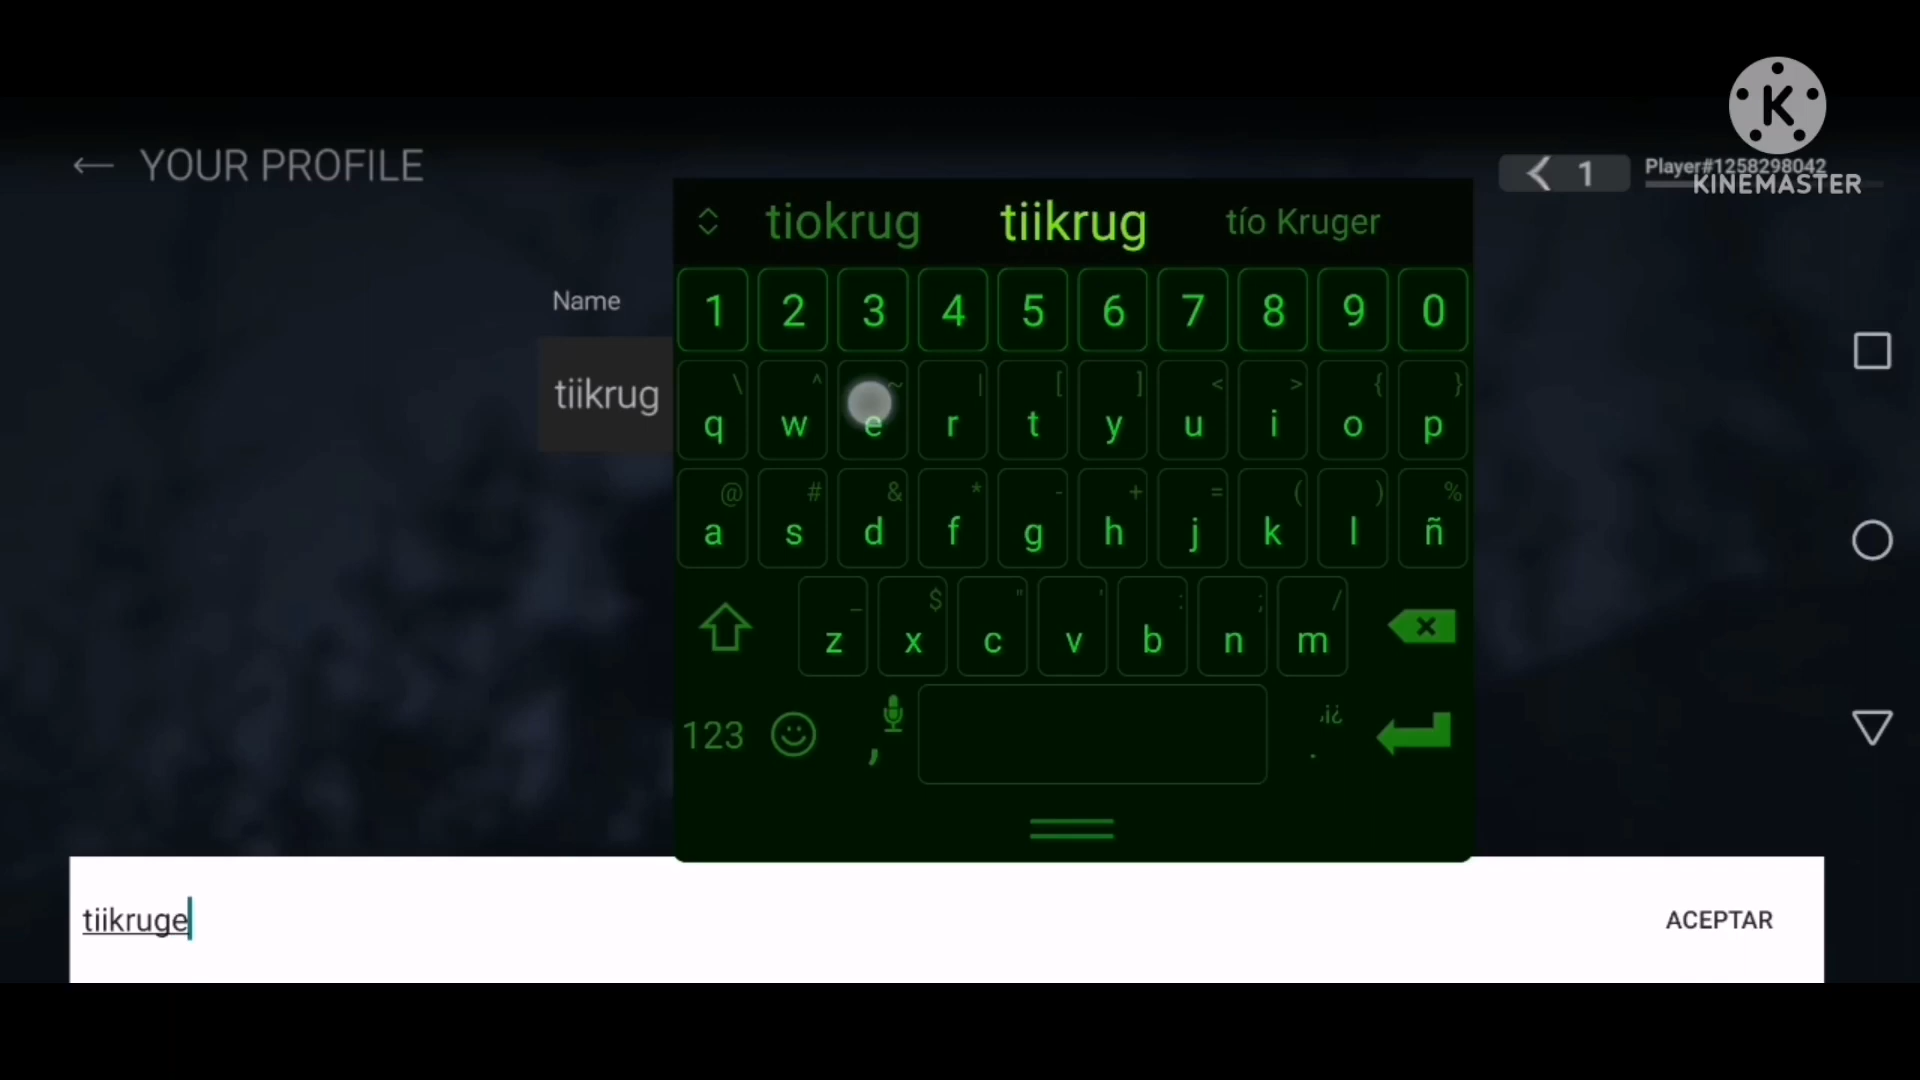 K
KINEMASTER
← YOUR PROFILE
1
Player#1258298042
tiokrug tiikrug tío Kruger
Name
tiikrug
1 2 3 4 5 6 7 8 9 0
\ ^ ~ | [ ] < > { }
q w e r t y u i o p
@ # & * - + = ( ) %
a s d f g h j k l ñ
_ $ " ' : ; /
z x c v b n m
123 , .
tiikruge
ACEPTAR